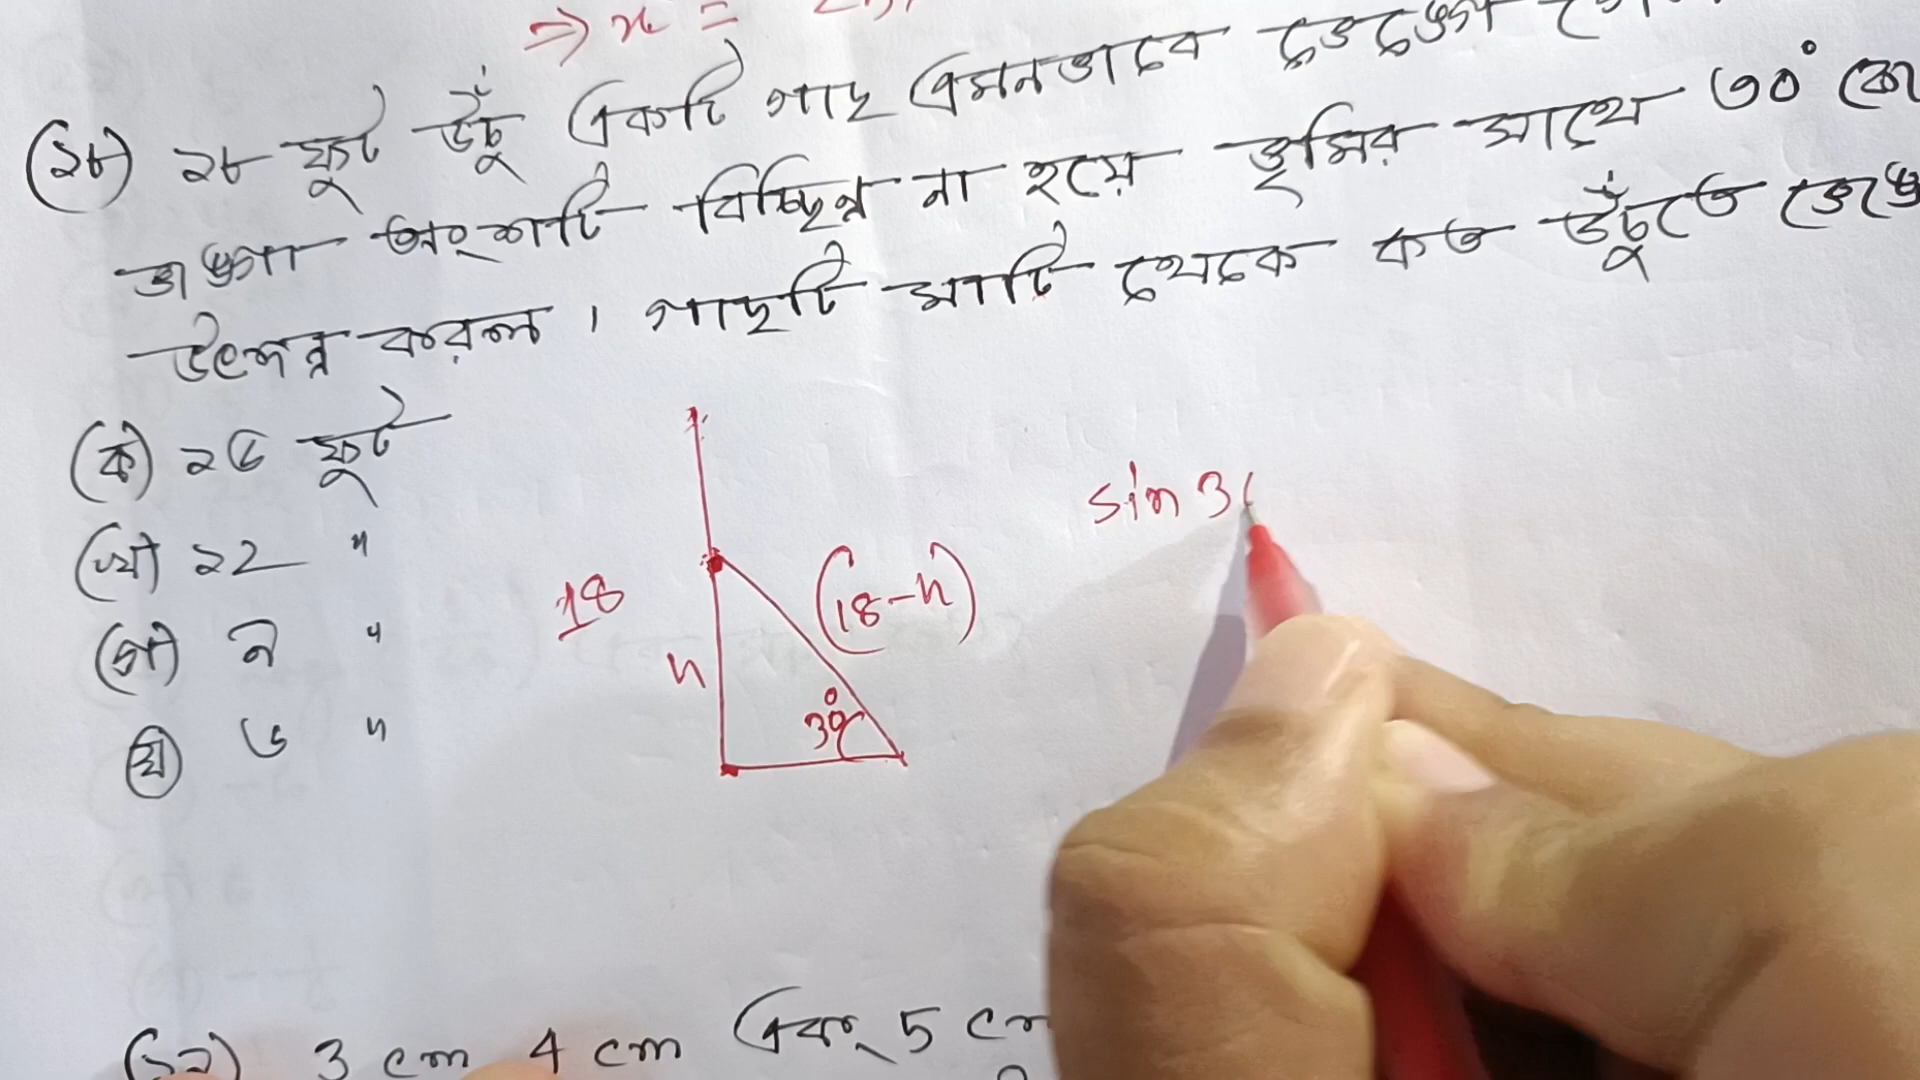 ⇒ x =
(১৮) ১৮ ফুট উঁচু একটি গাছ এমনভাবে ভেঙ্গে
ভাঙ্গা অংশটি বিচ্ছিন্ন না হয়ে ভূমির সাথে ৩০°
উৎপন্ন করল। গাছটি মাটি থেকে কত উঁচুতে
(ক) ১৫ ফুট
(খ) ১২ "
(গ) ৯ "
(ঘ) ৬ "
18
h
(18-h)
30°
sin 3
(১৯) 3 cm 4 cm এবং 5 cm